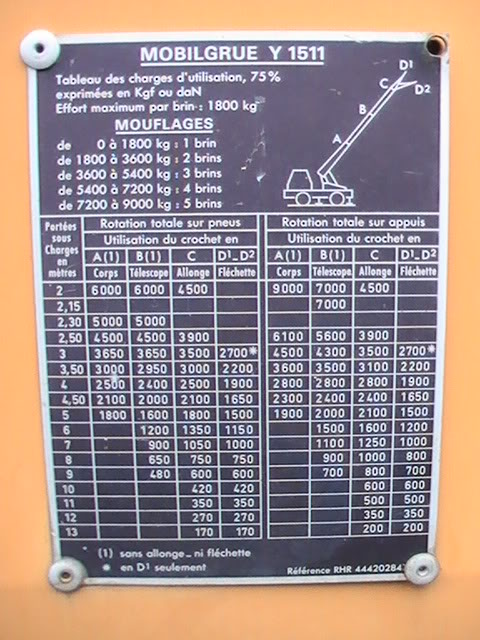 MOBILGRUE Y 1511
Tableau des charges d'utilisation, 75%
exprimées en Kgf ou daN
Effort maximum par brin : 1800 kg
MOUFLAGES
de 0 à 1800 kg : 1 brin
de 1800 à 3600 kg : 2 brins
de 3600 à 5400 kg : 3 brins
de 5400 à 7200 kg : 4 brins
de 7200 à 9000 kg : 5 brins
D1
C D2
B
A
Portées sous Charges en mètres
Rotation totale sur pneus Rotation totale sur appuis
Utilisation du crochet en Utilisation du crochet en
A(1) B(1) C D1_D2 A(1) B(1) C D1_D2
Corps Télescope Allonge Fléchette Corps Télescope Allonge Fléchette
2 6000 6000 4500 9000 7000 4500
2,15 7000
2,30 5000 5000
2,50 4500 4500 3900 6100 5600 3900
3 3650 3650 3500 2700* 4500 4300 3500 2700*
3,50 3000 2950 3000 2200 3600 3500 3100 2200
4 2500 2400 2500 1900 2800 2800 2800 1900
4,50 2100 2000 2100 1650 2300 2400 2400 1650
5 1800 1600 1800 1500 1900 2000 2100 1500
6 1200 1350 1150 1500 1600 1200
7 900 1050 1000 1100 1250 1000
8 650 750 750 900 1000 800
9 480 600 600 700 800 700
10 420 420 600 600
11 350 350 500 500
12 270 270 350 350
13 170 170 200 200
(1) sans allonge_ ni fléchette
* en D1 seulement
Référence RHR